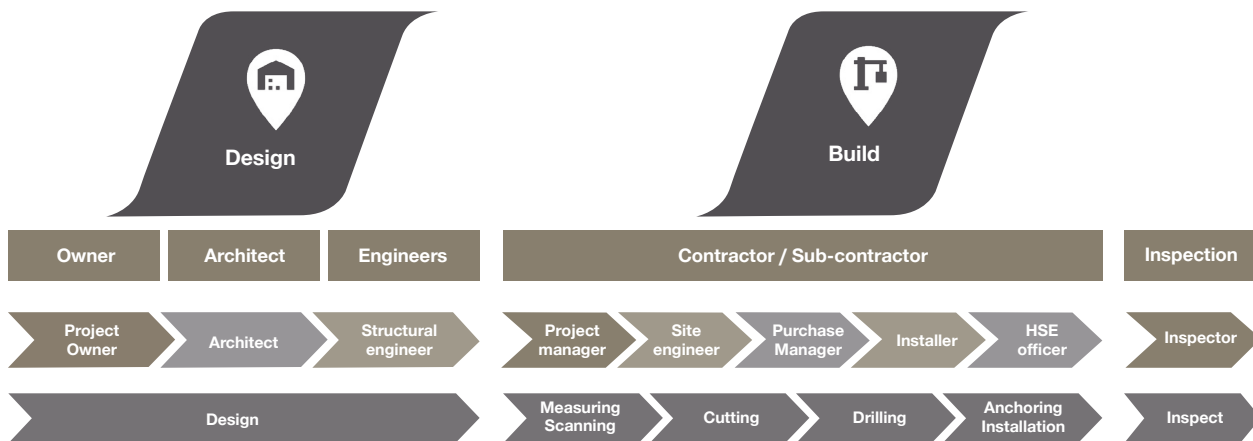 Design
Build
Owner
Architect
Engineers
Contractor / Sub-contractor
Inspection
Project
Owner
Architect
Structural
engineer
Project
manager
Site
engineer
Purchase
Manager
Installer
HSE
officer
Inspector
Design
Measuring
Scanning
Cutting
Drilling
Anchoring
Installation
Inspect